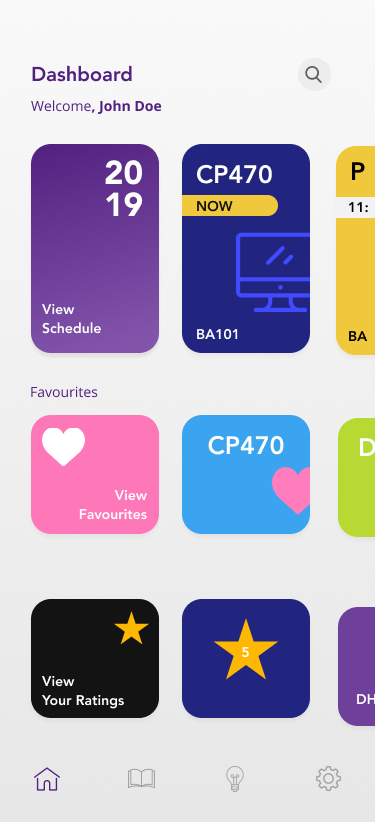 Dashboard
Welcome, John Doe
20
19
View
Schedule
CP470
NOW
BA101
P
11:
BA
Favourites
View
Favourites
CP470
D
View
Your Ratings
5
DH